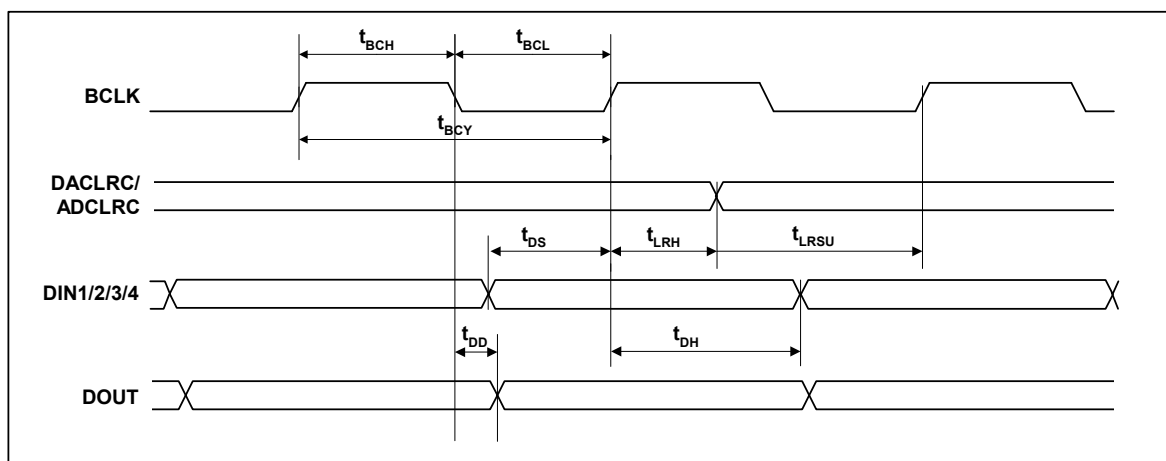 tBCH
tBCL
BCLK
tBCY
DACLRC/
ADCLRC
tDS
tLRH
tLRSU
DIN1/2/3/4
tDD
tDH
DOUT